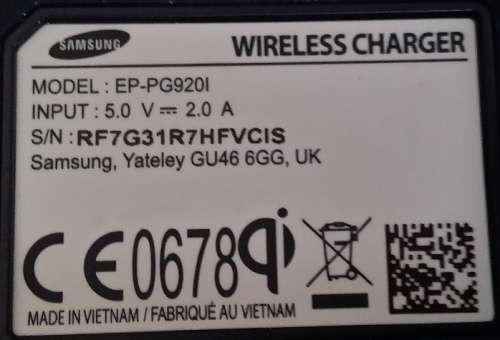 SAMSUNG
WIRELESS CHARGER
MODEL : EP-PG920I
INPUT : 5.0 V ⎓ 2.0 A
S/N : RF7G31R7HFVCIS
Samsung, Yateley GU46 6GG, UK
CE0678 qi
MADE IN VIETNAM / FABRIQUÉ AU VIETNAM